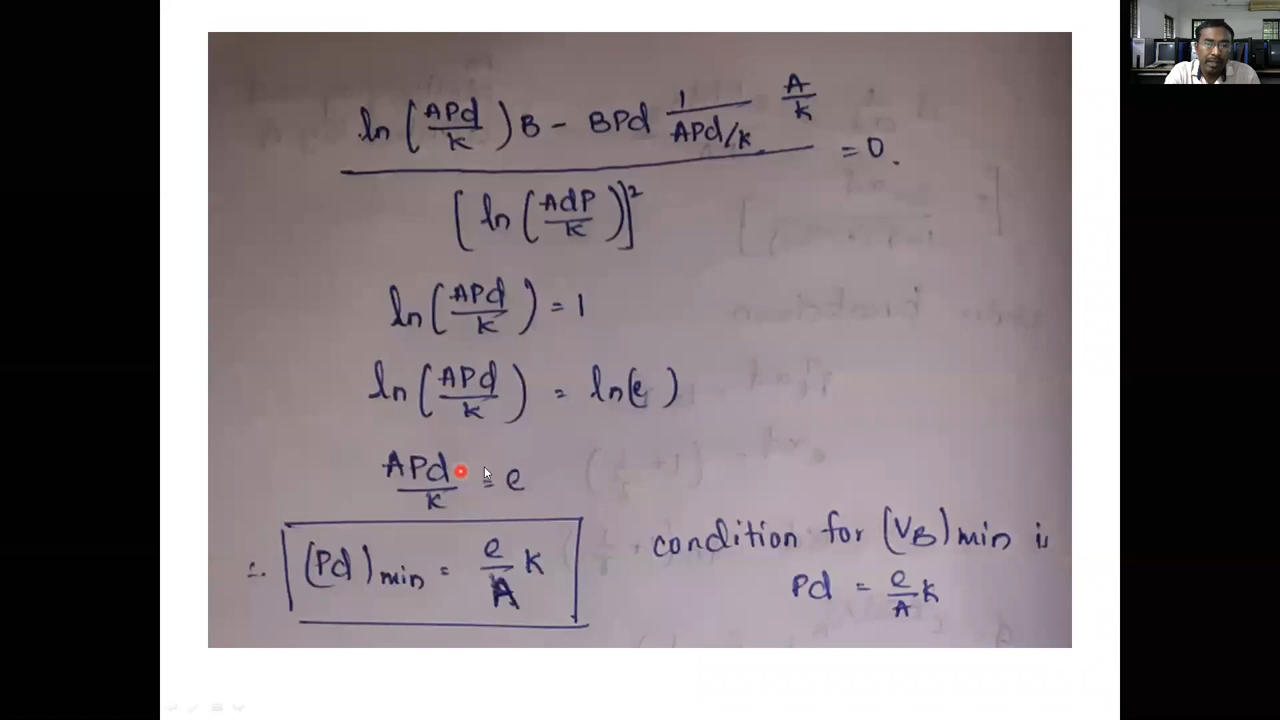 ln(APd/K)B - BPd 1/(APd/K) A/K = 0.
[ln(AdP/K)]²
ln(APd/K) = 1
ln(APd/K) = ln(e)
APd/K = e
∴ (Pd)min = e/A K
condition for (VB)min is
Pd = e/A K